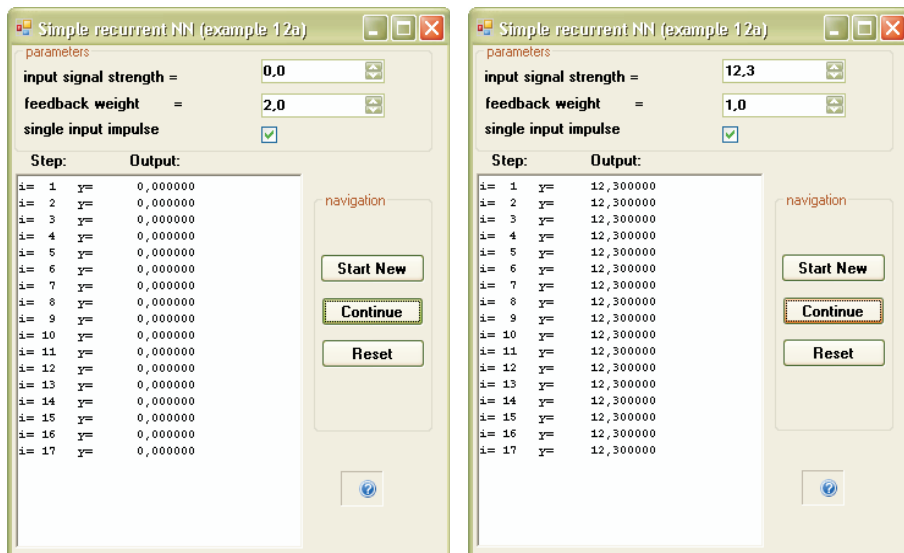 Simple recurrent NN (example 12a)
parameters
input signal strength = 0,0
feedback weight = 2,0
single input impulse
Step: Output:
i= 1 y= 0,000000
i= 2 y= 0,000000
i= 3 y= 0,000000
i= 4 y= 0,000000
i= 5 y= 0,000000
i= 6 y= 0,000000
i= 7 y= 0,000000
i= 8 y= 0,000000
i= 9 y= 0,000000
i= 10 y= 0,000000
i= 11 y= 0,000000
i= 12 y= 0,000000
i= 13 y= 0,000000
i= 14 y= 0,000000
i= 15 y= 0,000000
i= 16 y= 0,000000
i= 17 y= 0,000000
navigation
Start New
Continue
Reset
Simple recurrent NN (example 12a)
parameters
input signal strength = 12,3
feedback weight = 1,0
single input impulse
Step: Output:
i= 1 y= 12,300000
i= 2 y= 12,300000
i= 3 y= 12,300000
i= 4 y= 12,300000
i= 5 y= 12,300000
i= 6 y= 12,300000
i= 7 y= 12,300000
i= 8 y= 12,300000
i= 9 y= 12,300000
i= 10 y= 12,300000
i= 11 y= 12,300000
i= 12 y= 12,300000
i= 13 y= 12,300000
i= 14 y= 12,300000
i= 15 y= 12,300000
i= 16 y= 12,300000
i= 17 y= 12,300000
navigation
Start New
Continue
Reset